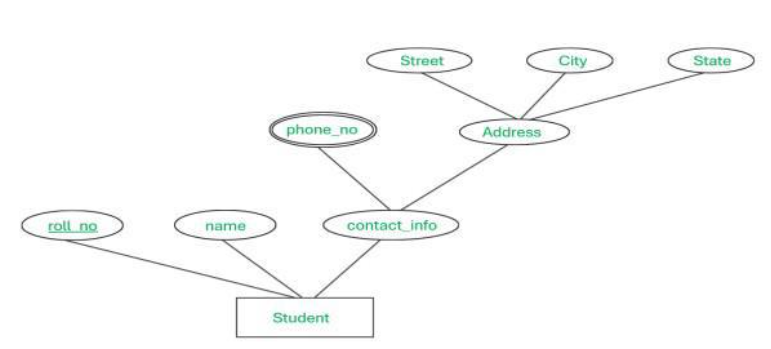 Street City State
phone_no Address
roll_no name contact_info
Student